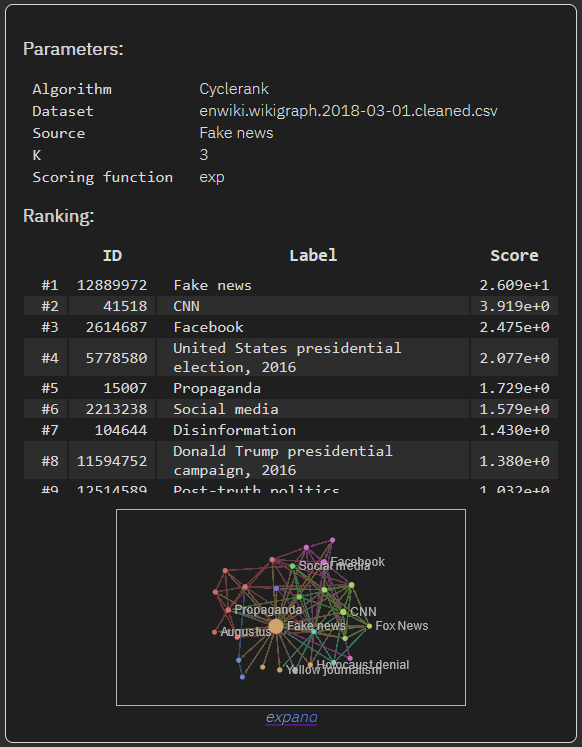 Parameters:
Algorithm Cyclerank
Dataset enwiki.wikigraph.2018-03-01.cleaned.csv
Source Fake news
K 3
Scoring function exp
Ranking:
ID Label Score
#1 12889972 Fake news 2.609e+1
#2 41518 CNN 3.919e+0
#3 2614687 Facebook 2.475e+0
#4 5778580 United States presidential election, 2016 2.077e+0
#5 15007 Propaganda 1.729e+0
#6 2213238 Social media 1.579e+0
#7 104644 Disinformation 1.430e+0
#8 11594752 Donald Trump presidential campaign, 2016 1.380e+0
#9 12514589 Post-truth politics 1.032e+0
Facebook
Social media
Propaganda
CNN
Augustus
Fake news
Fox News
Holocaust denial
Yellow journalism
expand